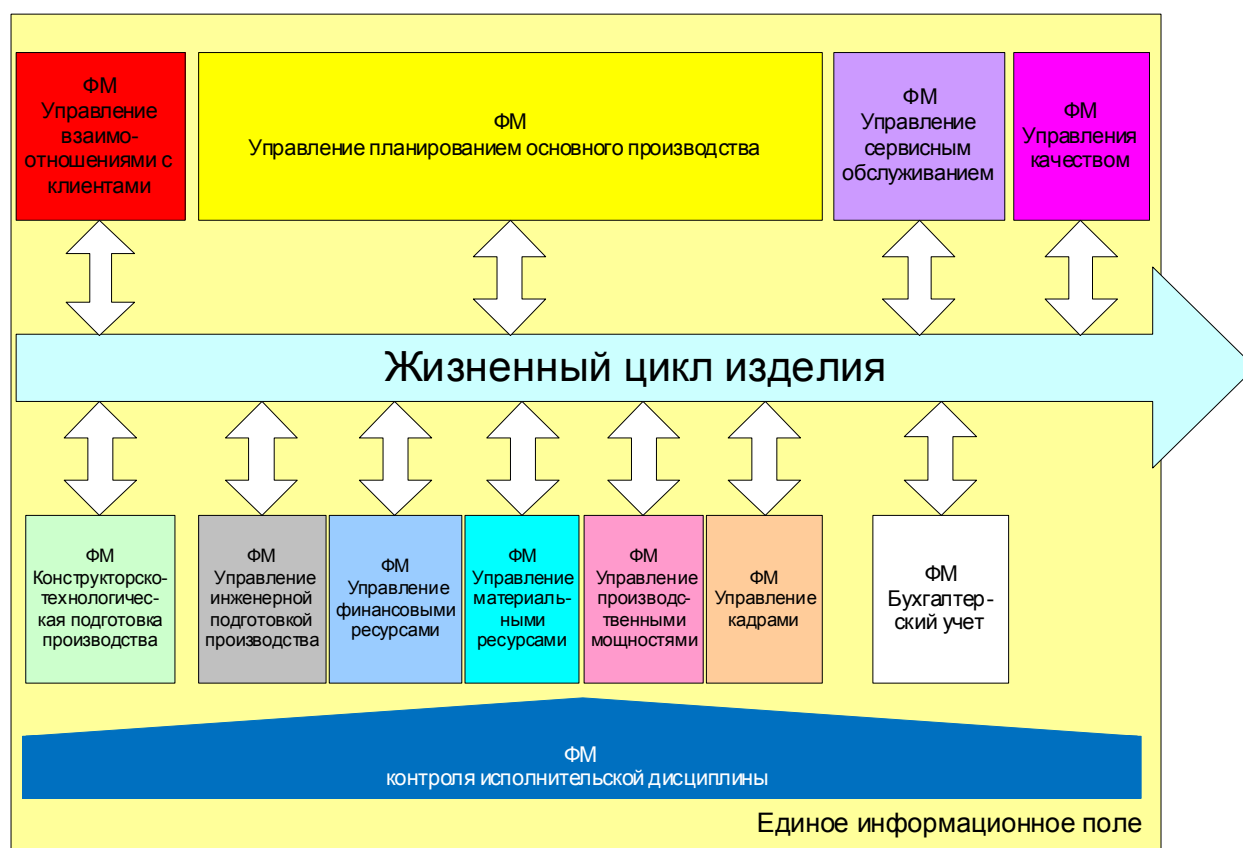 ФМ
Управление
взаимо-
отношениями с
клиентами
ФМ
Управление планированием основного производства
ФМ
Управление
сервисным
обслуживанием
ФМ
Управления
качеством
Жизненный цикл изделия
ФМ
Конструкторско-
технологичес-
кая подготовка
производства
ФМ
Управление
инженерной
подготовкой
производства
ФМ
Управление
финансовыми
ресурсами
ФМ
Управление
материаль-
ными
ресурсами
ФМ
Управление
производс-
твенными
мощностями
ФМ
Управление
кадрами
ФМ
Бухгалтер-
ский учет
ФМ
контроля исполнительской дисциплины
Единое информационное поле